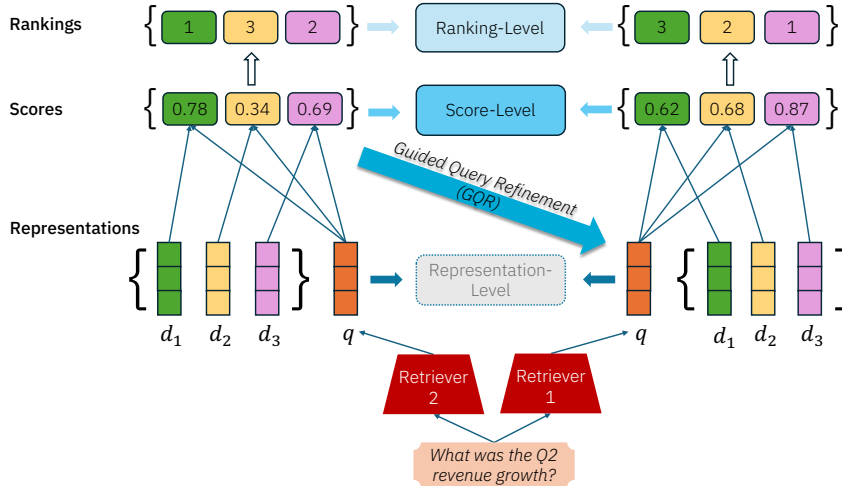 Rankings
{ 1 3 2 }
Ranking-Level
{ 3 2 1 }
Scores
{ 0.78 0.34 0.69 }
Score-Level
{ 0.62 0.68 0.87 }
Guided Query Refinement
(GQR)
Representations
{ }
Representation-
Level
{
d₁ d₂ d₃ q
q d₁ d₂ d₃
Retriever
2
Retriever
1
What was the Q2
revenue growth?